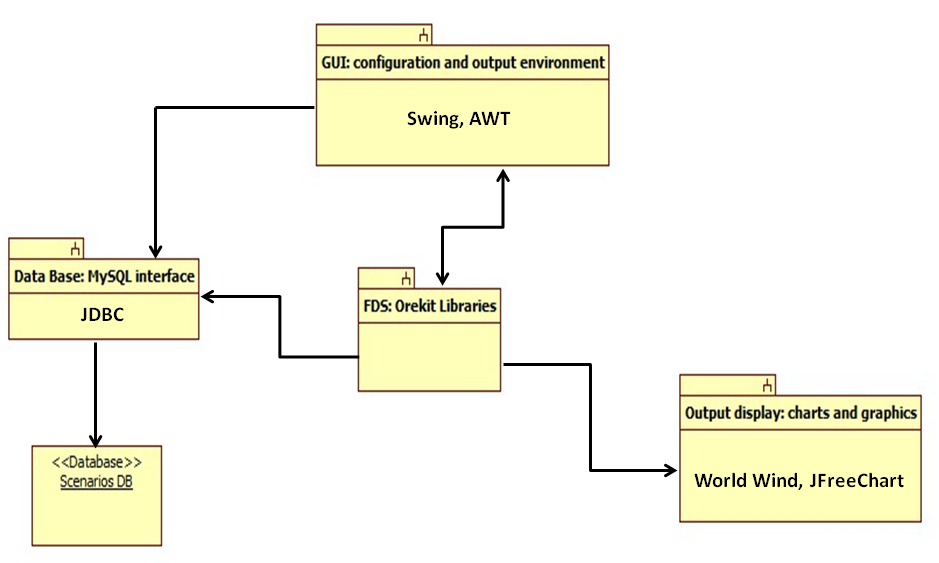 GUI: configuration and output environment
Swing, AWT
Data Base: MySQL interface
JDBC
FDS: Orekit Libraries
Output display: charts and graphics
World Wind, JFreeChart
<<Database>>
Scenarios DB